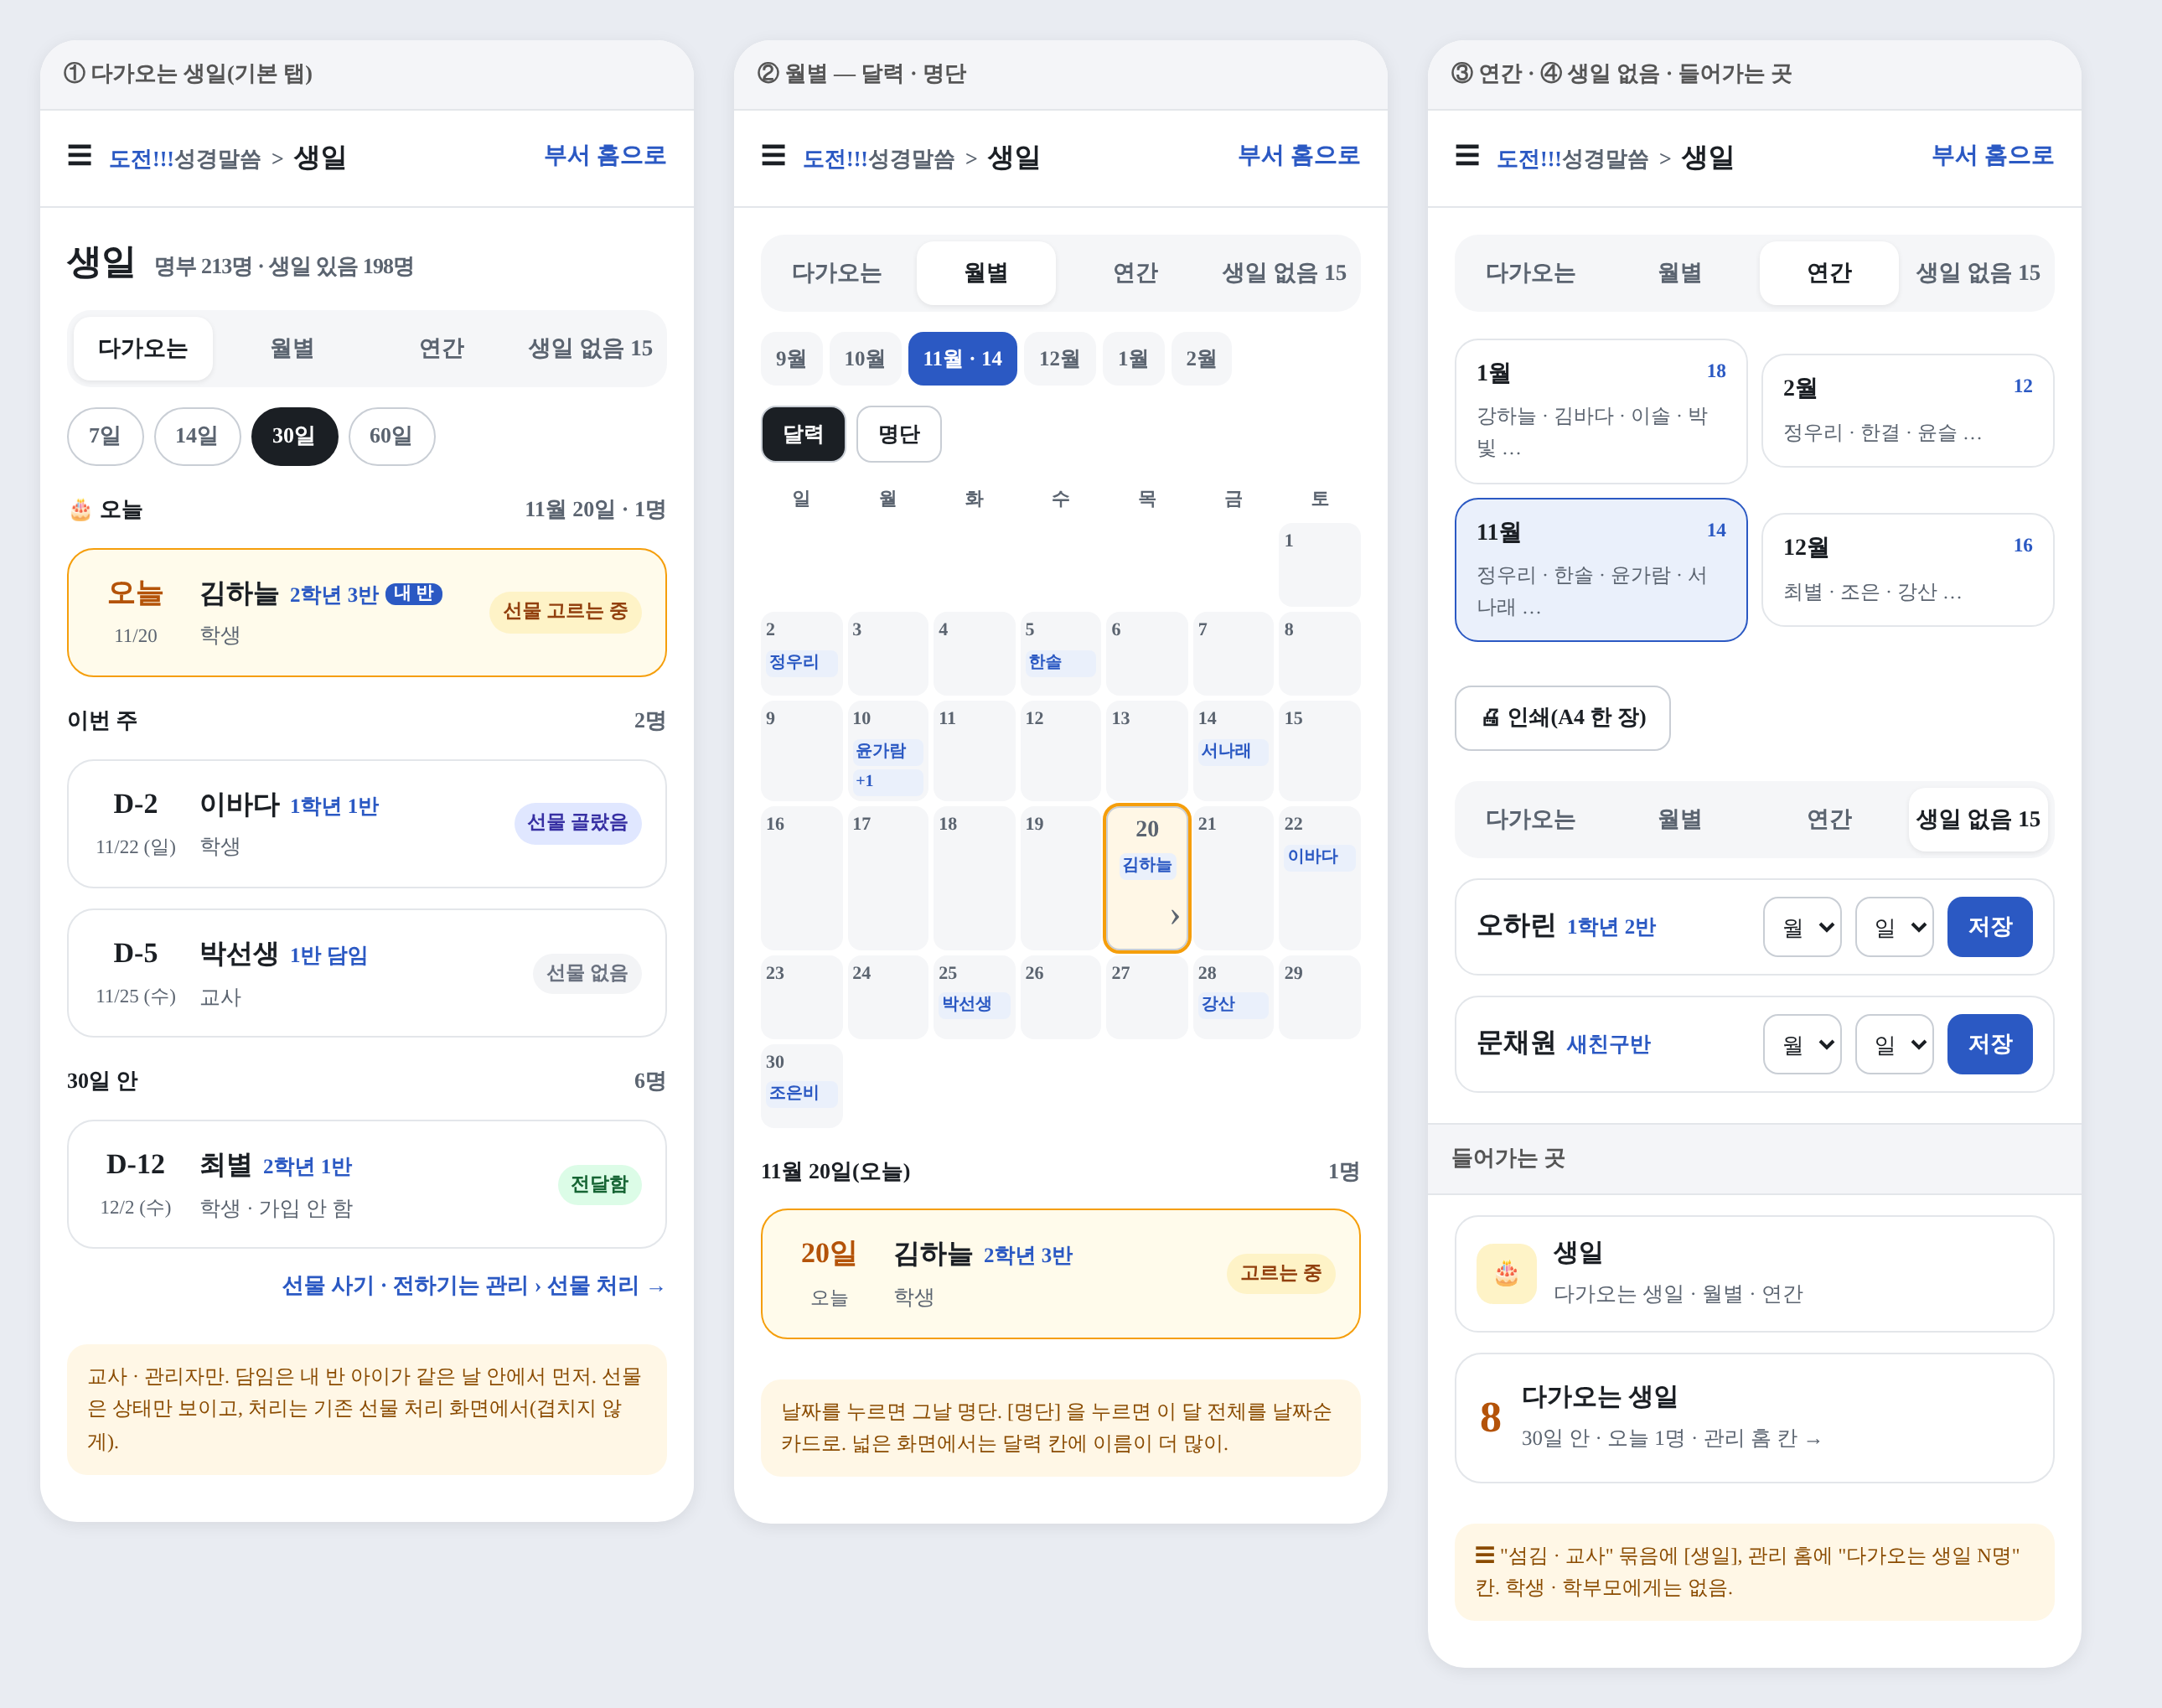 ① 다가오는 생일(기본 탭)
☰ 도전!!!성경말씀 > 생일 부서 홈으로
생일 명부 213명 · 생일 있음 198명
다가오는 월별 연간 생일 없음 15
7일 14일 30일 60일
🎂 오늘 11월 20일 · 1명
오늘 김하늘 2학년 3반 내 반 선물 고르는 중
11/20 학생
이번 주 2명
D-2 이바다 1학년 1반 선물 골랐음
11/22 (일) 학생
D-5 박선생 1반 담임 선물 없음
11/25 (수) 교사
30일 안 6명
D-12 최별 2학년 1반 전달함
12/2 (수) 학생 · 가입 안 함
선물 사기 · 전하기는 관리 › 선물 처리 →
교사 · 관리자만. 담임은 내 반 아이가 같은 날 안에서 먼저. 선물
은 상태만 보이고, 처리는 기존 선물 처리 화면에서(겹치지 않
게).
② 월별 — 달력 · 명단
☰ 도전!!!성경말씀 > 생일 부서 홈으로
다가오는 월별 연간 생일 없음 15
9월 10월 11월 · 14 12월 1월 2월
달력 명단
일 월 화 수 목 금 토
1
2 3 4 5 6 7 8
정우리 한솔
9 10 11 12 13 14 15
윤가람 서나래
+1
16 17 18 19 20 21 22
김하늘 이바다
›
23 24 25 26 27 28 29
박선생 강산
30
조은비
11월 20일(오늘) 1명
20일 김하늘 2학년 3반 고르는 중
오늘 학생
날짜를 누르면 그날 명단. [명단] 을 누르면 이 달 전체를 날짜순
카드로. 넓은 화면에서는 달력 칸에 이름이 더 많이.
③ 연간 · ④ 생일 없음 · 들어가는 곳
☰ 도전!!!성경말씀 > 생일 부서 홈으로
다가오는 월별 연간 생일 없음 15
1월 18
강하늘 · 김바다 · 이솔 · 박
빛 …
2월 12
정우리 · 한결 · 윤슬 …
11월 14
정우리 · 한솔 · 윤가람 · 서
나래 …
12월 16
최별 · 조은 · 강산 …
🖨 인쇄(A4 한 장)
다가오는 월별 연간 생일 없음 15
오하린 1학년 2반 월 일 저장
문채원 새친구반 월 일 저장
들어가는 곳
🎂 생일
다가오는 생일 · 월별 · 연간
8 다가오는 생일
30일 안 · 오늘 1명 · 관리 홈 칸 →
☰ "섬김 · 교사" 묶음에 [생일], 관리 홈에 "다가오는 생일 N명"
칸. 학생 · 학부모에게는 없음.